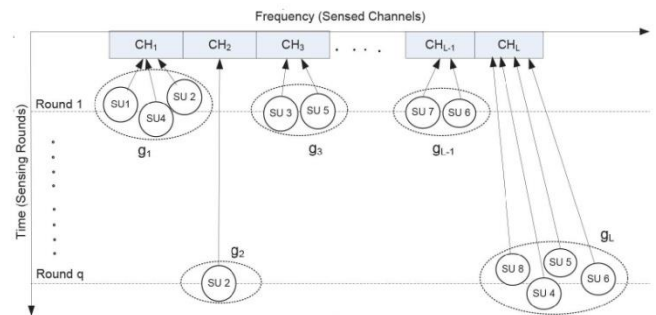 Frequency (Sensed Channels)
CH1 CH2 CH3 CHL-1 CHL
Time (Sensing Rounds)
Round 1
SU1 SU4 SU 2
SU 3 SU 5
SU 7 SU 6
g1 g3 gL-1
g2 gL
Round q
SU 2
SU 8 SU 4 SU 5 SU 6